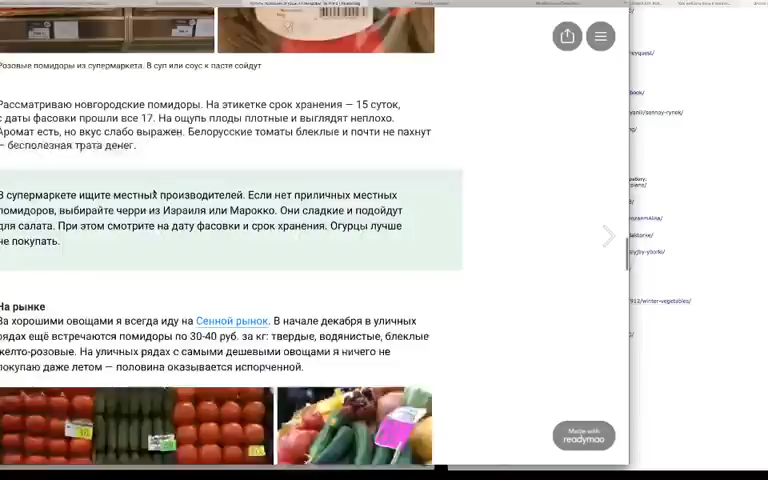 Розовые помидоры из супермаркета. В суп или соус к пасте сойдут
Рассматриваю новгородские помидоры. На этикетке срок хранения — 15 суток,
с даты фасовки прошли все 17. На ощупь плоды плотные и выглядят неплохо.
Аромат есть, но вкус слабо выражен. Белорусские томаты блеклые и почти не пахнут
— бесполезная трата денег.
В супермаркете ищите местных производителей. Если нет приличных местных
помидоров, выбирайте черри из Израиля или Марокко. Они сладкие и подойдут
для салата. При этом смотрите на дату фасовки и срок хранения. Огурцы лучше
не покупать.
На рынке
За хорошими овощами я всегда иду на Сенной рынок. В начале декабря в уличных
рядах ещё встречаются помидоры по 30-40 руб. за кг: твердые, водянистые, блеклые
желто-розовые. На уличных рядах с самыми дешевыми овощами я ничего не
покупаю даже летом — половина оказывается испорченной.
Made with
readymag
/sennoy-rynek/
/winter-vegetables/